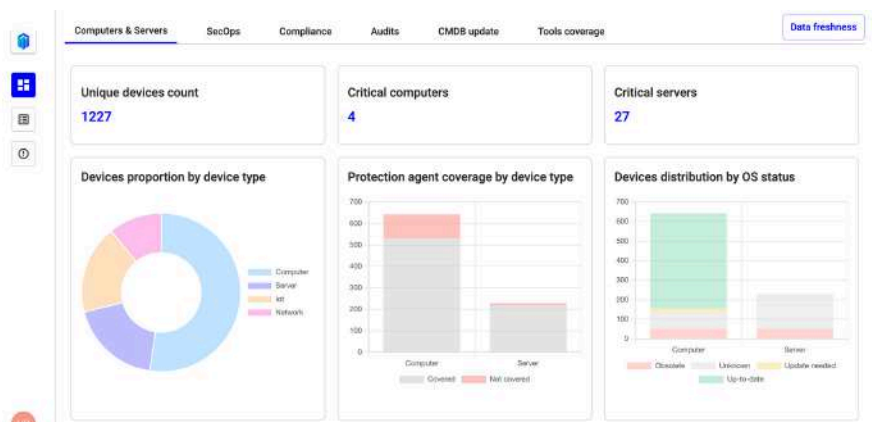 Computers & Servers SecOps Compliance Audits CMDB update Tools coverage Data freshness
Unique devices count
1227
Critical computers
4
Critical servers
27
Devices proportion by device type
Computer
Server
Network
Protection agent coverage by device type
700
600
500
400
300
200
100
0
Computer Server
Covered Not covered
Devices distribution by OS status
700
600
500
400
300
200
100
0
Computer Server
Obsolete Unknown Update needed
Up-to-date